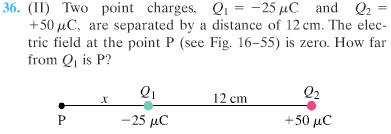 36. (II) Two point charges, Q₁ = −25 μC and Q₂ =
+50 μC, are separated by a distance of 12 cm. The elec-
tric field at the point P (see Fig. 16–55) is zero. How far
from Q₁ is P?
x Q₁ 12 cm Q₂
P −25 μC +50 μC